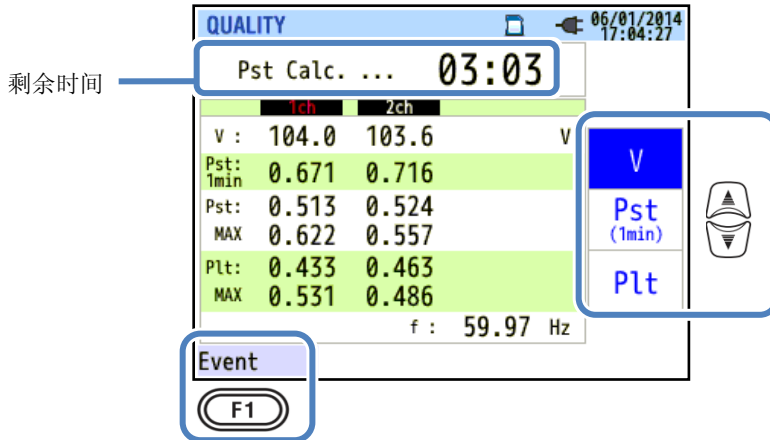 QUALITY 06/01/2014
17:04:27
剩余时间
Pst Calc. ... 03:03
1ch 2ch
V : 104.0 103.6 V
Pst:
1min 0.671 0.716
Pst: 0.513 0.524
MAX 0.622 0.557
Plt: 0.433 0.463
MAX 0.531 0.486
f : 59.97 Hz
V
Pst
(1min)
Plt
Event
F1